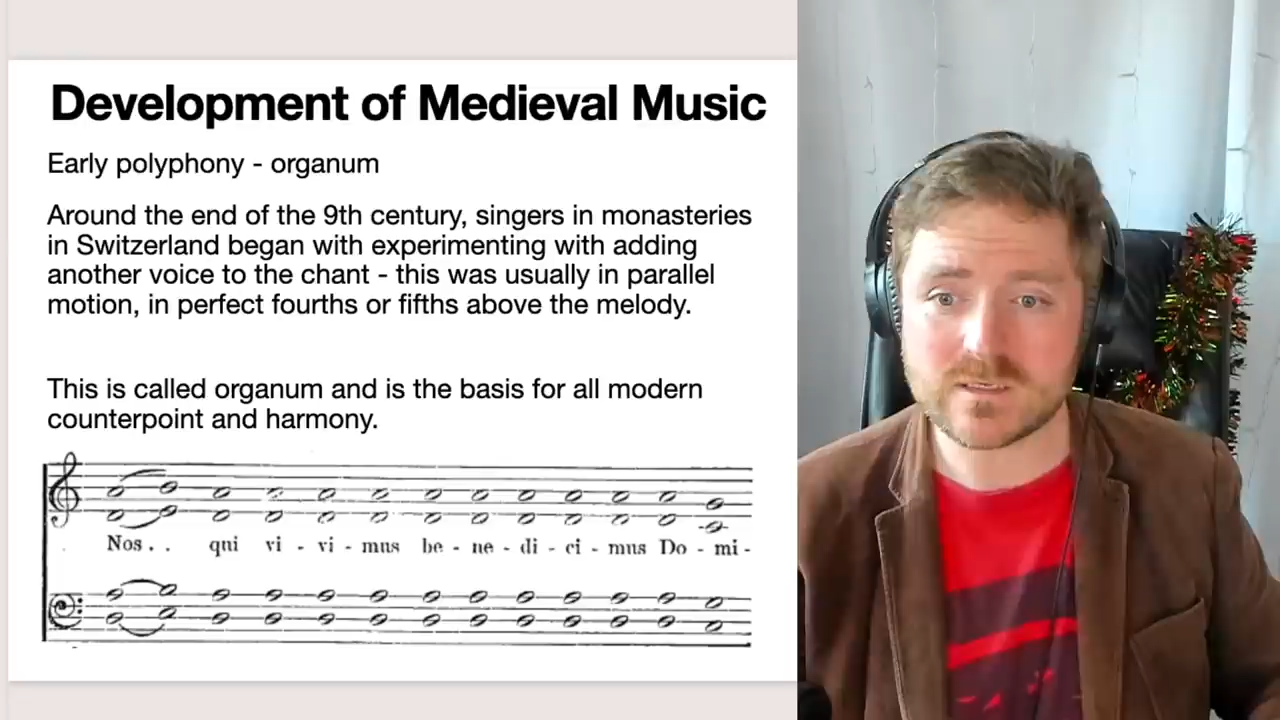 Development of Medieval Music
Early polyphony - organum
Around the end of the 9th century, singers in monasteries
in Switzerland began with experimenting with adding
another voice to the chant - this was usually in parallel
motion, in perfect fourths or fifths above the melody.
This is called organum and is the basis for all modern
counterpoint and harmony.
Nos . . qui vi - vi - mus be - ne - di - ci - mus Do - mi -